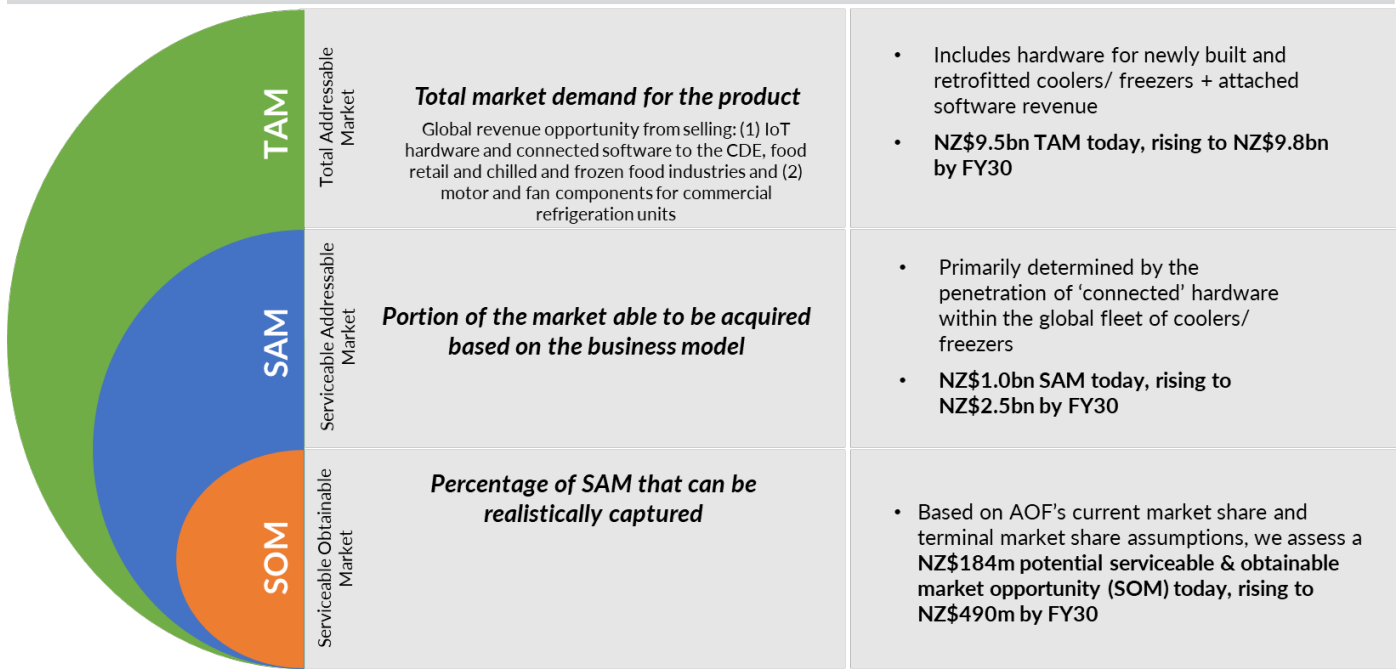 TAM
Total Addressable
Market
Total market demand for the product
Global revenue opportunity from selling: (1) IoT
hardware and connected software to the CDE, food
retail and chilled and frozen food industries and (2)
motor and fan components for commercial
refrigeration units
• Includes hardware for newly built and
retrofitted coolers/ freezers + attached
software revenue
• NZ$9.5bn TAM today, rising to NZ$9.8bn
by FY30
SAM
Serviceable Addressable
Market
Portion of the market able to be acquired
based on the business model
• Primarily determined by the
penetration of ‘connected’ hardware
within the global fleet of coolers/
freezers
• NZ$1.0bn SAM today, rising to
NZ$2.5bn by FY30
SOM
Serviceable Obtainable
Market
Percentage of SAM that can be
realistically captured
• Based on AOF’s current market share and
terminal market share assumptions, we assess a
NZ$184m potential serviceable & obtainable
market opportunity (SOM) today, rising to
NZ$490m by FY30